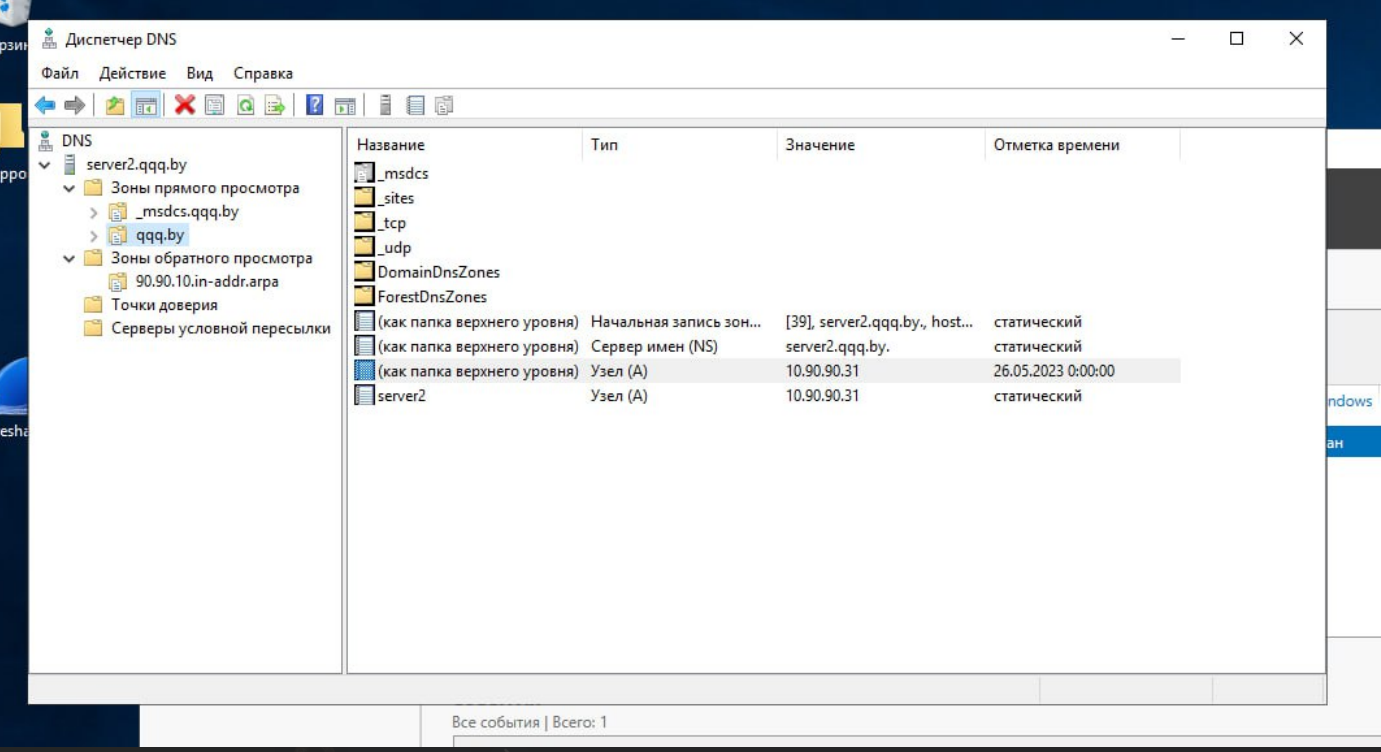 рзин
Диспетчер DNS
Файл Действие Вид Справка
DNS
server2.qqq.by
Зоны прямого просмотра
_msdcs.qqq.by
qqq.by
Зоны обратного просмотра
90.90.10.in-addr.arpa
Точки доверия
Серверы условной пересылки
Название Тип Значение Отметка времени
_msdcs
_sites
_tcp
_udp
DomainDnsZones
ForestDnsZones
(как папка верхнего уровня) Начальная запись зон... [39], server2.qqq.by., host... статический
(как папка верхнего уровня) Сервер имен (NS) server2.qqq.by. статический
(как папка верхнего уровня) Узел (A) 10.90.90.31 26.05.2023 0:00:00
server2 Узел (A) 10.90.90.31 статический
рро
esha
ndows
ан
Все события | Всего: 1